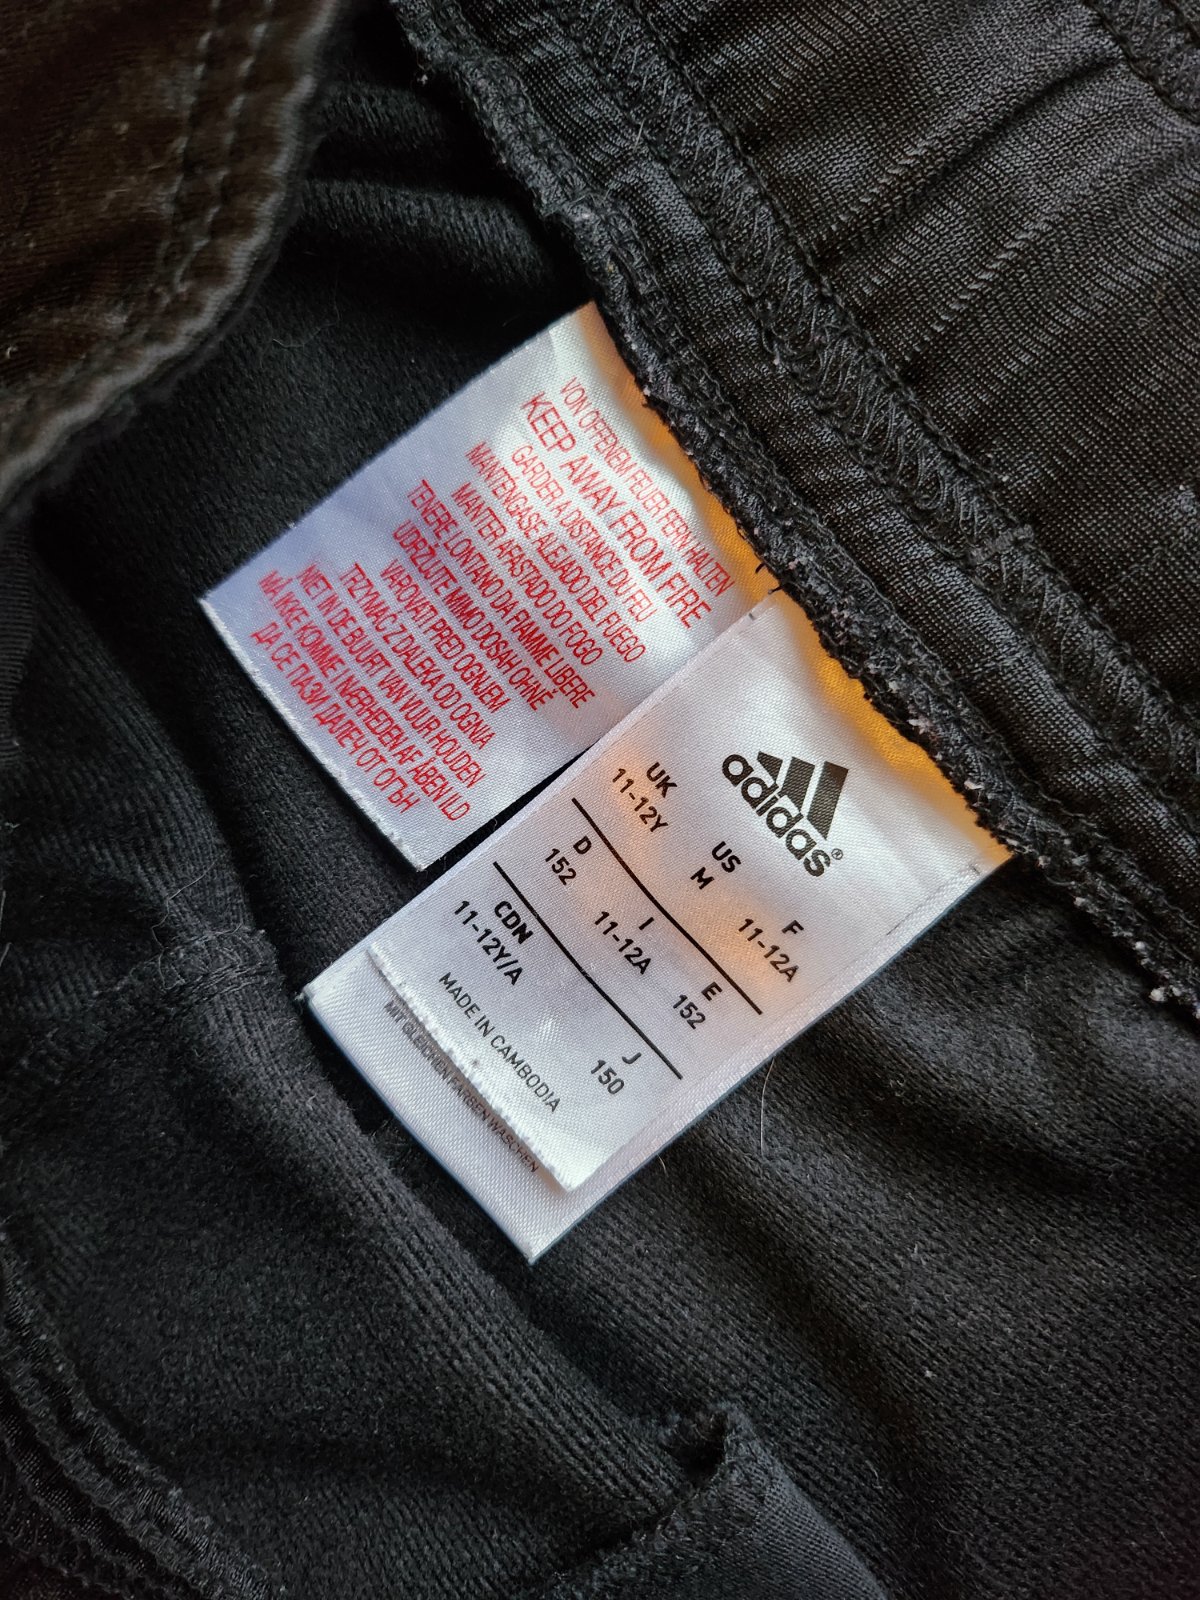 VON OFFENEM FEUER FERN HALTEN
KEEP AWAY FROM FIRE
GARDER A DISTANCE DU FEU
MANTENGASE ALEJADO DEL FUEGO
MANTER AFASTADO DO FOGO
TENERE LONTANO DA FIAMME LIBERE
UDRŽUJTE MIMO DOSAH OHNĚ
VAROVATI PRED OGNJEM
TRZYMAĆ Z DALEKA OD OGNIA
NIET IN DE BUURT VAN VUUR HOUDEN
MÅ IKKE KOMME I NÆRHEDEN AF ÅBEN ILD
ДА СЕ ПАЗИ ДАЛЕЧ ОТ ОГЪН
adidas®
UK US F
11-12Y M 11-12A
D I E
152 11-12A 152
CDN J
11-12Y/A 150
MADE IN CAMBODIA
MIT GLEICHEN FARBEN WASCHEN